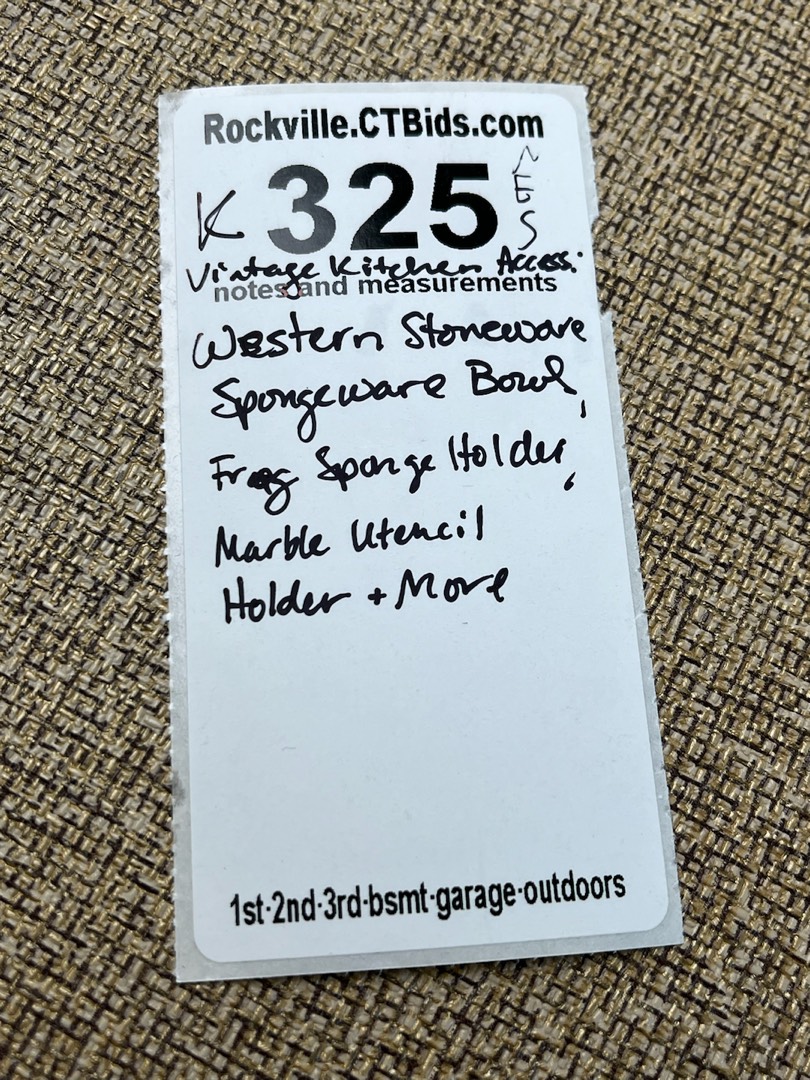 Rockville.CTBids.com
K 325 NES
Vintage Kitchen Access.
notes and measurements
Western Stoneware
Spongeware Bowl,
Frog Sponge Holder,
Marble Utencil
Holder + More
1st·2nd·3rd·bsmt·garage·outdoors